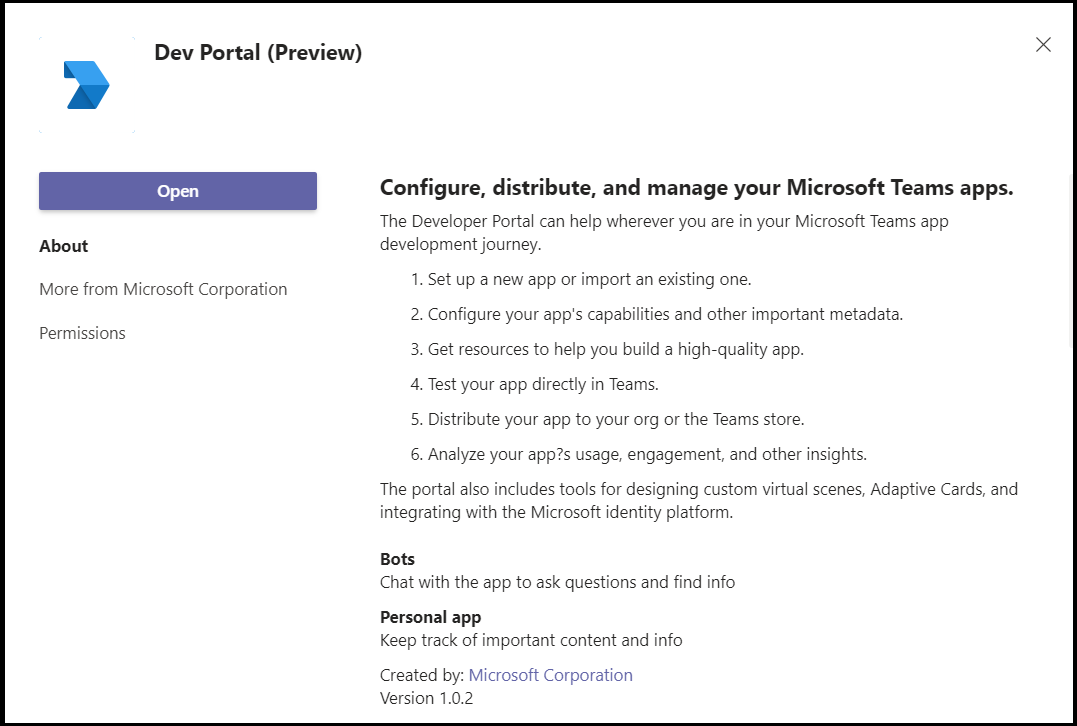 Dev Portal (Preview)
Open
About
More from Microsoft Corporation
Permissions
Configure, distribute, and manage your Microsoft Teams apps.
The Developer Portal can help wherever you are in your Microsoft Teams app
development journey.
1. Set up a new app or import an existing one.
2. Configure your app's capabilities and other important metadata.
3. Get resources to help you build a high-quality app.
4. Test your app directly in Teams.
5. Distribute your app to your org or the Teams store.
6. Analyze your app?s usage, engagement, and other insights.
The portal also includes tools for designing custom virtual scenes, Adaptive Cards, and
integrating with the Microsoft identity platform.
Bots
Chat with the app to ask questions and find info
Personal app
Keep track of important content and info
Created by: Microsoft Corporation
Version 1.0.2